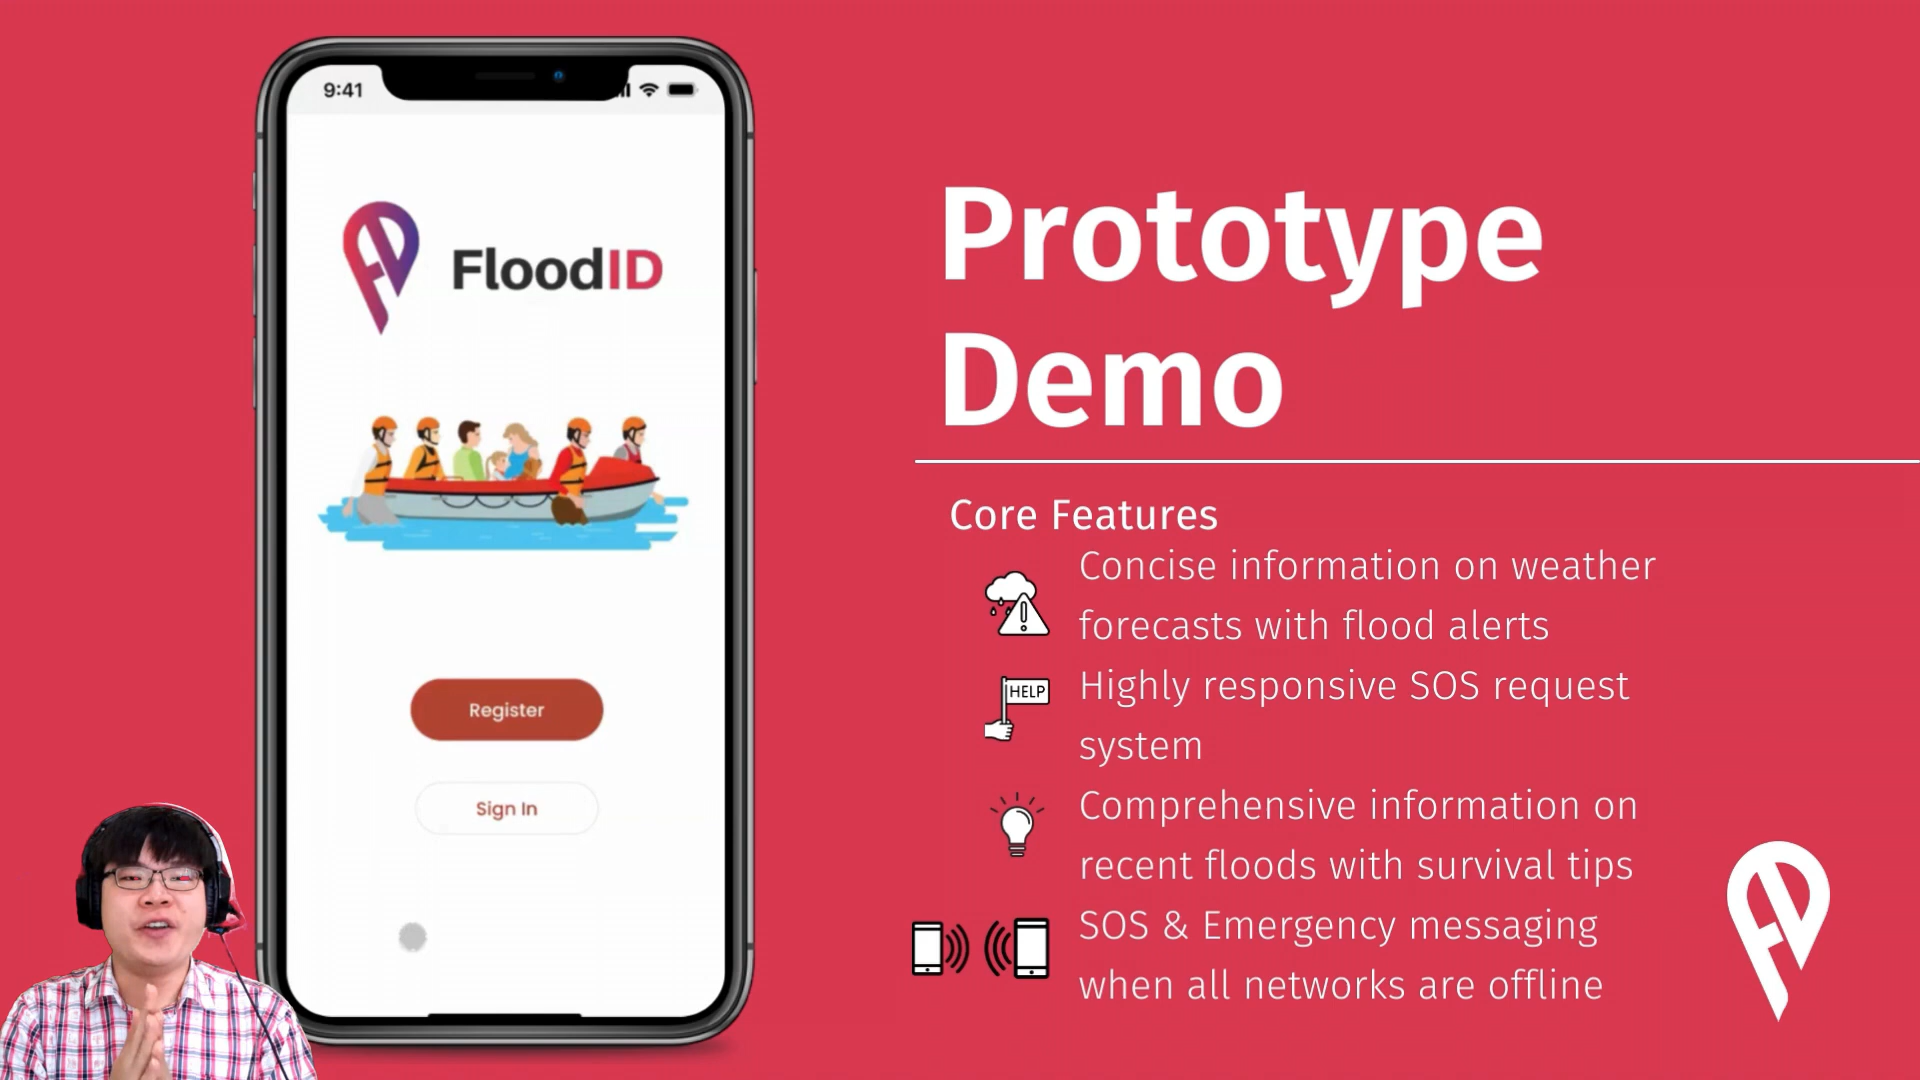 9:41
FloodID
Register
Sign In
Prototype
Demo
Core Features
Concise information on weather
forecasts with flood alerts
HELP
Highly responsive SOS request
system
Comprehensive information on
recent floods with survival tips
SOS & Emergency messaging
when all networks are offline